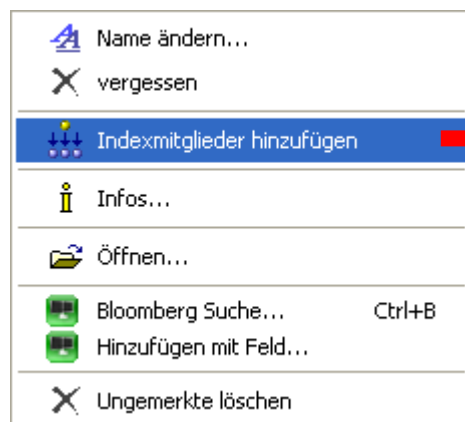 Name ändern...
vergessen
Indexmitglieder hinzufügen
Infos...
Öffnen...
Bloomberg Suche... Ctrl+B
Hinzufügen mit Feld...
Ungemerkte löschen